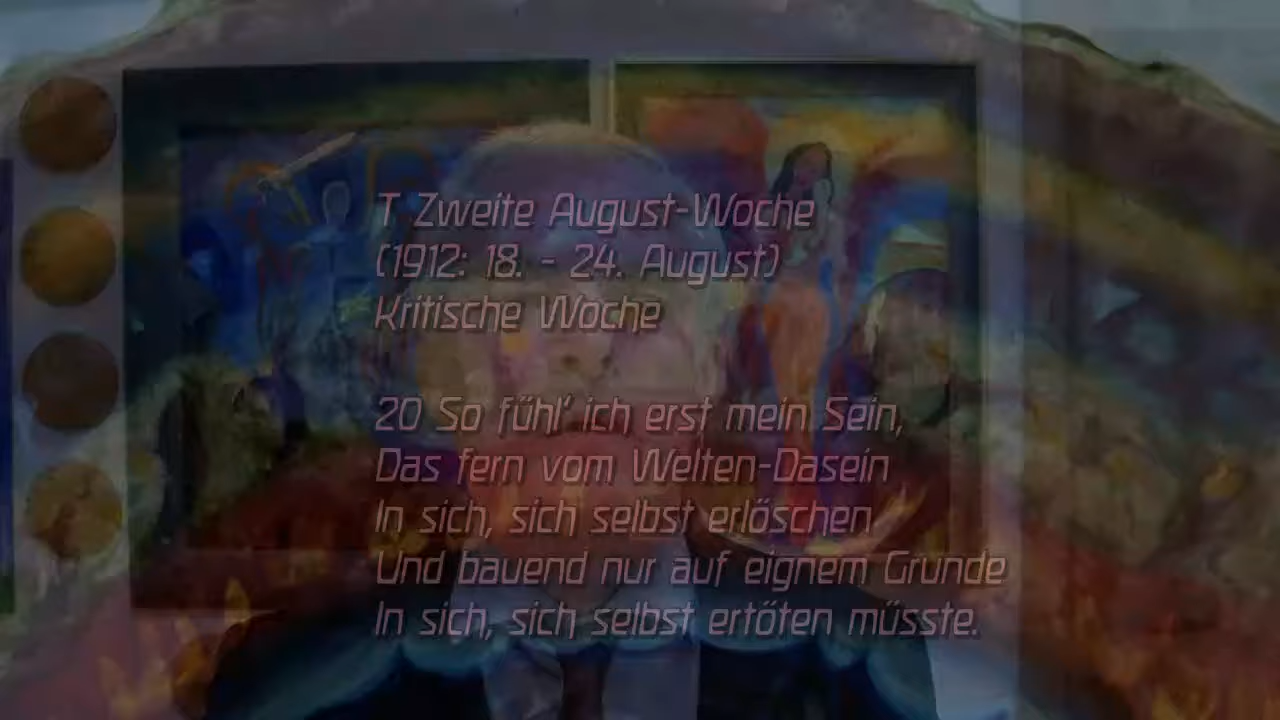 T Zweite August-Woche
(1912: 18. - 24. August)
Kritische Woche
20 So fühl' ich erst mein Sein,
Das fern vom Welten-Dasein
In sich, sich selbst erlöschen
Und bauend nur auf eignem Grunde
In sich, sich selbst ertöten müsste.